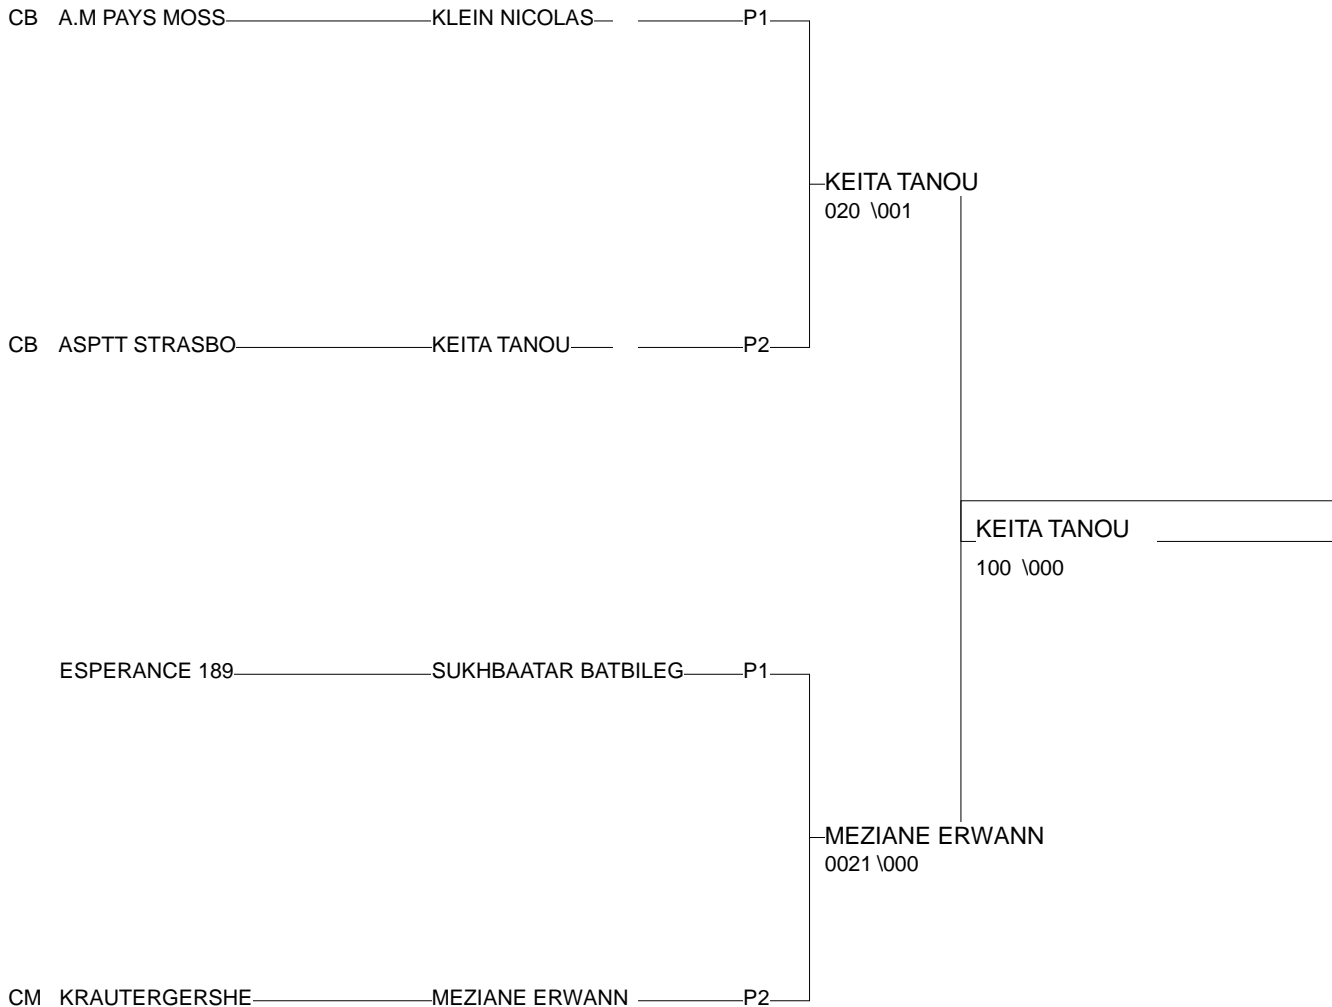 CB A.M PAYS MOSS KLEIN NICOLAS P1
KEITA TANOU
020 \001
CB ASPTT STRASBO KEITA TANOU P2
KEITA TANOU
100 \000
ESPERANCE 189 SUKHBAATAR BATBILEG P1
MEZIANE ERWANN
0021 \000
CM KRAUTERGERSHE MEZIANE ERWANN P2